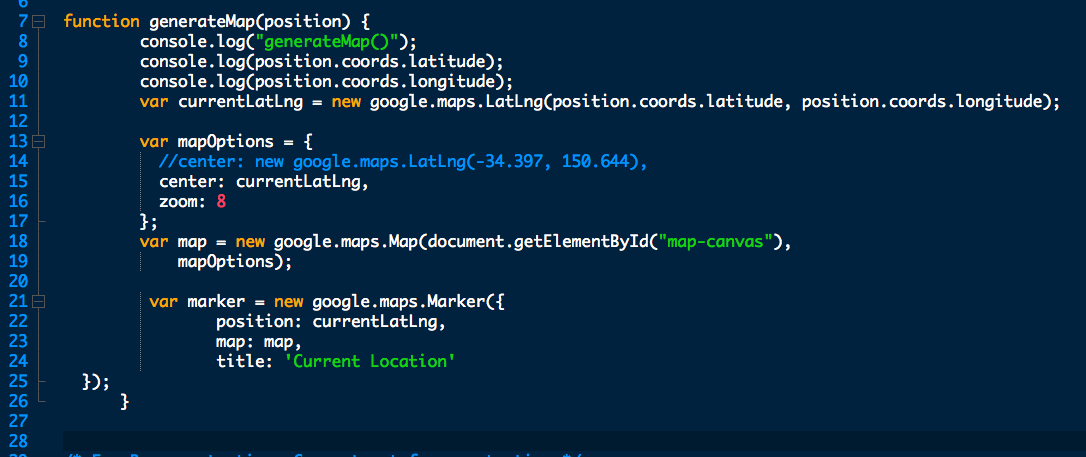 6
7 function generateMap(position) {
8 console.log("generateMap()");
9 console.log(position.coords.latitude);
10 console.log(position.coords.longitude);
11 var currentLatLng = new google.maps.LatLng(position.coords.latitude, position.coords.longitude);
12
13 var mapOptions = {
14 //center: new google.maps.LatLng(-34.397, 150.644),
15 center: currentLatLng,
16 zoom: 8
17 };
18 var map = new google.maps.Map(document.getElementById("map-canvas"),
19 mapOptions);
20
21 var marker = new google.maps.Marker({
22 position: currentLatLng,
23 map: map,
24 title: 'Current Location'
25 });
26 }
27
28